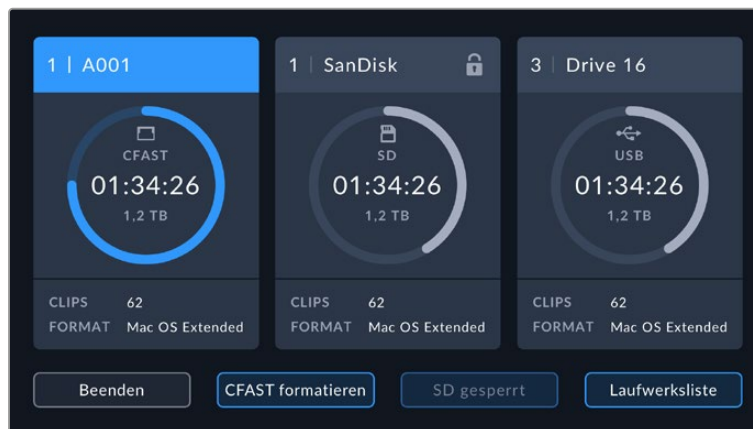 1 | A001
CFAST
01:34:26
1,2 TB
CLIPS 62
FORMAT Mac OS Extended
1 | SanDisk
SD
01:34:26
1,2 TB
CLIPS 62
FORMAT Mac OS Extended
3 | Drive 16
USB
01:34:26
1,2 TB
CLIPS 62
FORMAT Mac OS Extended
Beenden
CFAST formatieren
SD gesperrt
Laufwerksliste